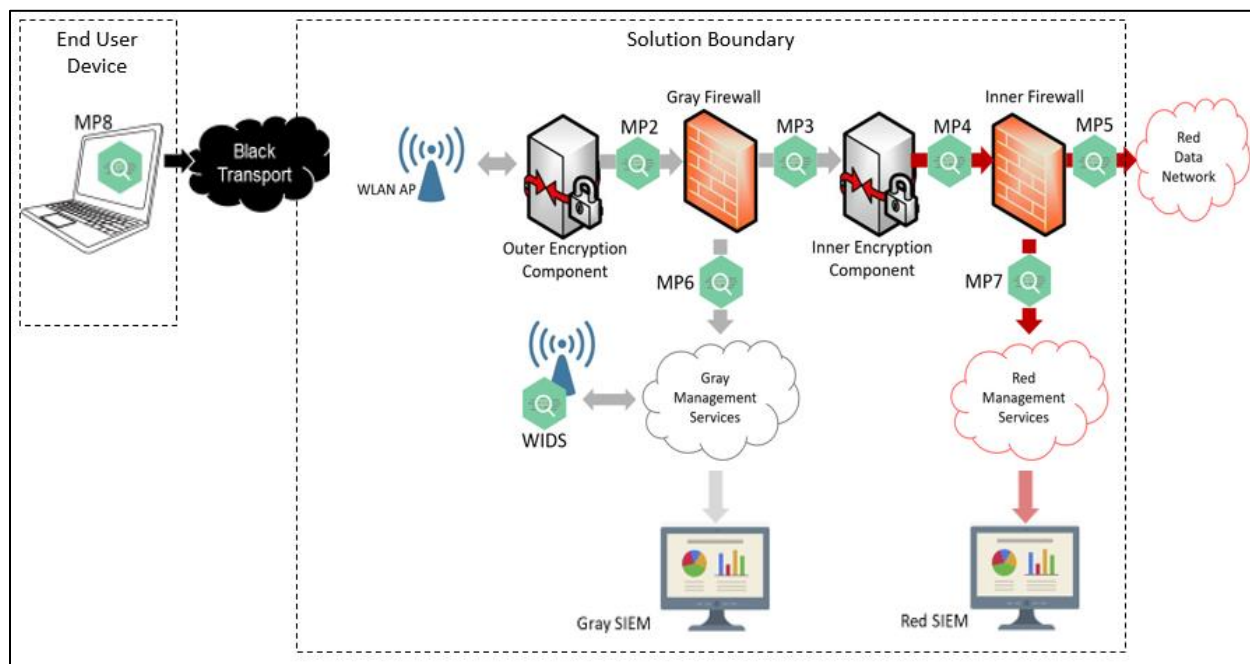 End User
Device
Solution Boundary
MP8
Black
Transport
WLAN AP
Outer Encryption
Component
MP2
Gray Firewall
MP3
Inner Encryption
Component
MP4
Inner Firewall
MP5
Red
Data
Network
MP6
MP7
WIDS
Gray
Management
Services
Red
Management
Services
Gray SIEM
Red SIEM